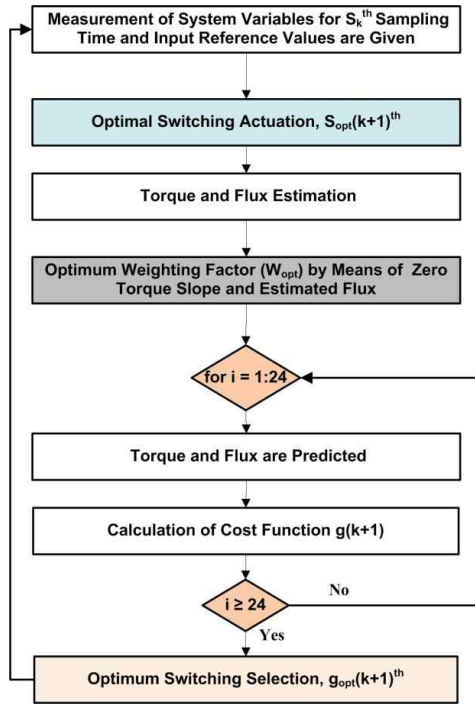 Measurement of System Variables for Sₖᵗʰ Sampling
Time and Input Reference Values are Given
Optimal Switching Actuation, Sₒₚₜ(k+1)ᵗʰ
Torque and Flux Estimation
Optimum Weighting Factor (Wₒₚₜ) by Means of Zero
Torque Slope and Estimated Flux
for i = 1:24
Torque and Flux are Predicted
Calculation of Cost Function g(k+1)
i ≥ 24
No
Yes
Optimum Switching Selection, gₒₚₜ(k+1)ᵗʰ